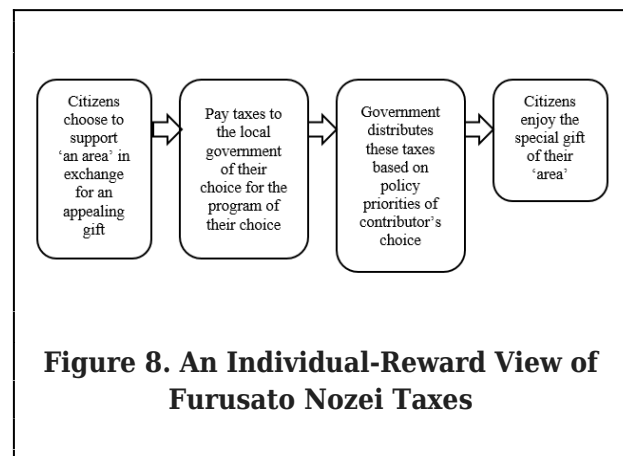 Citizens
choose to
support
‘an area’ in
exchange
for an
appealing
gift
Pay taxes to
the local
government
of their
choice for the
program of
their choice
Government
distributes
these taxes
based on
policy
priorities of
contributor’s
choice
Citizens
enjoy the
special gift
of their
‘area’
Figure 8. An Individual-Reward View of
Furusato Nozei Taxes